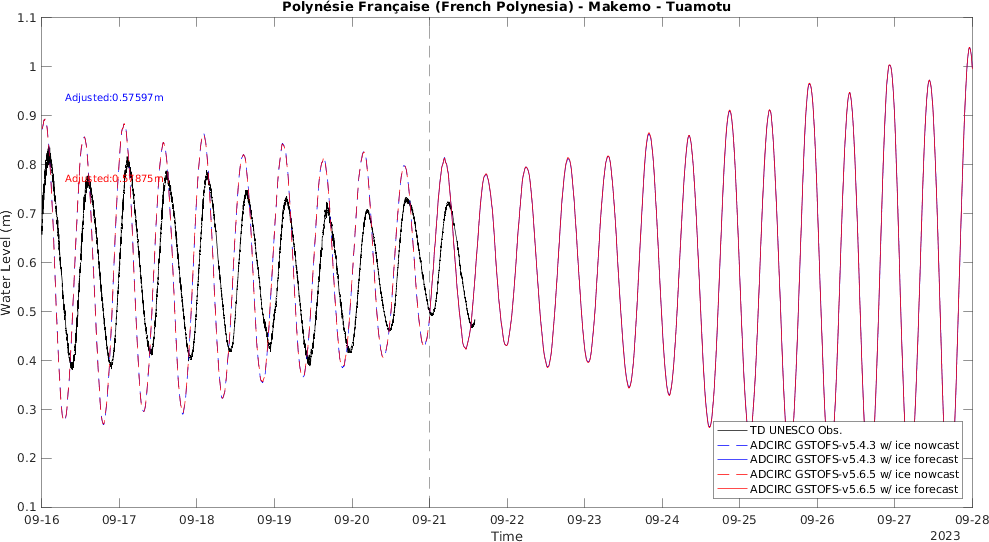 Polynésie Française (French Polynesia) - Makemo - Tuamotu
1.1
1
0.9
0.8
0.7
0.6
0.5
0.4
0.3
0.2
0.1
Water Level (m)
Adjusted:0.57597m
TD UNESCO Obs.
ADCIRC GSTOFS-v5.4.3 w/ ice nowcast
ADCIRC GSTOFS-v5.4.3 w/ ice forecast
ADCIRC GSTOFS-v5.6.5 w/ ice nowcast
ADCIRC GSTOFS-v5.6.5 w/ ice forecast
09-16 09-17 09-18 09-19 09-20 09-21 09-22 09-23 09-24 09-25 09-26 09-27 09-28
Time
2023